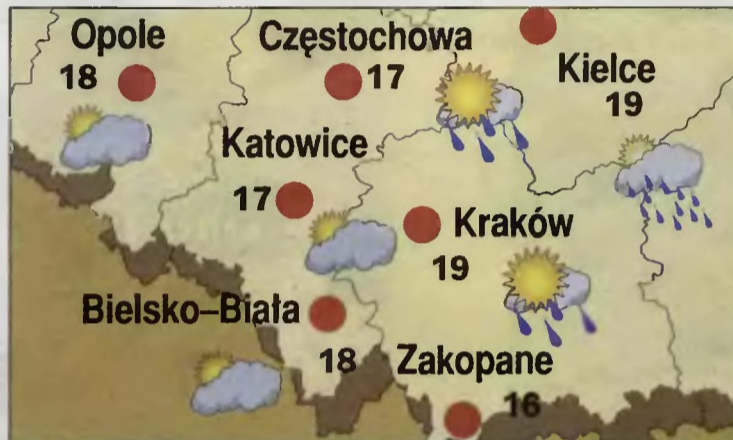 Opole
18
Częstochowa
17
Kielce
19
Katowice
17
Kraków
19
Bielsko–Biała
18
Zakopane
16